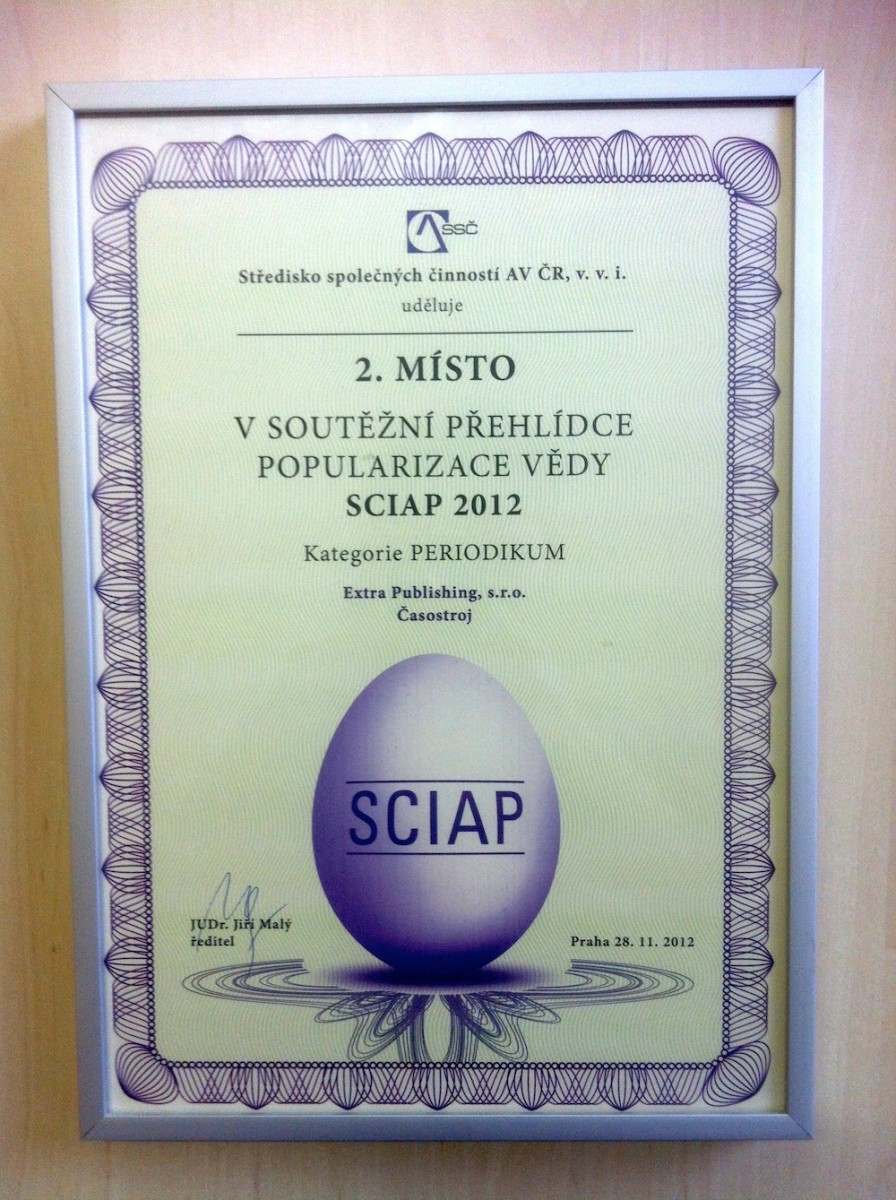 SSČ
Středisko společných činností AV ČR, v. v. i.
uděluje
2. MÍSTO
V SOUTĚŽNÍ PŘEHLÍDCE
POPULARIZACE VĚDY
SCIAP 2012
Kategorie PERIODIKUM
Extra Publishing, s.r.o.
Časostroj
SCIAP
JUDr. Jiří Malý
ředitel
Praha 28. 11. 2012